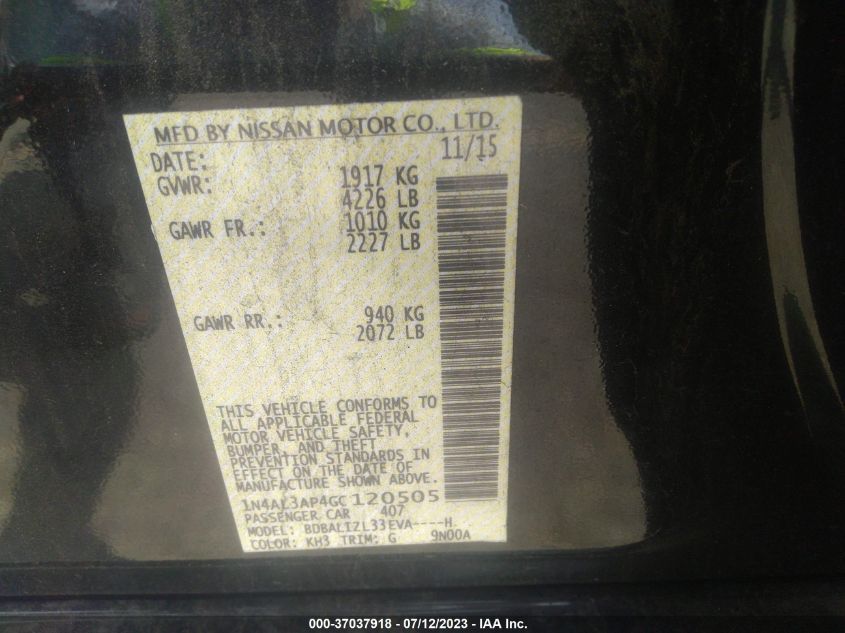 MFD BY NISSAN MOTOR CO., LTD.
DATE: 11/15
GVWR: 1917 KG
4226 LB
GAWR FR.: 1010 KG
2227 LB
GAWR RR.: 940 KG
2072 LB
THIS VEHICLE CONFORMS TO
ALL APPLICABLE FEDERAL
MOTOR VEHICLE SAFETY,
BUMPER, AND THEFT
PREVENTION STANDARDS IN
EFFECT ON THE DATE OF
MANUFACTURE SHOWN ABOVE.
1N4AL3AP4GC120505
PASSENGER CAR 407
MODEL: BDBALIZL33EVA----H
COLOR: KH3 TRIM: G 9N00A
000-37037918 - 07/12/2023 - IAA Inc.